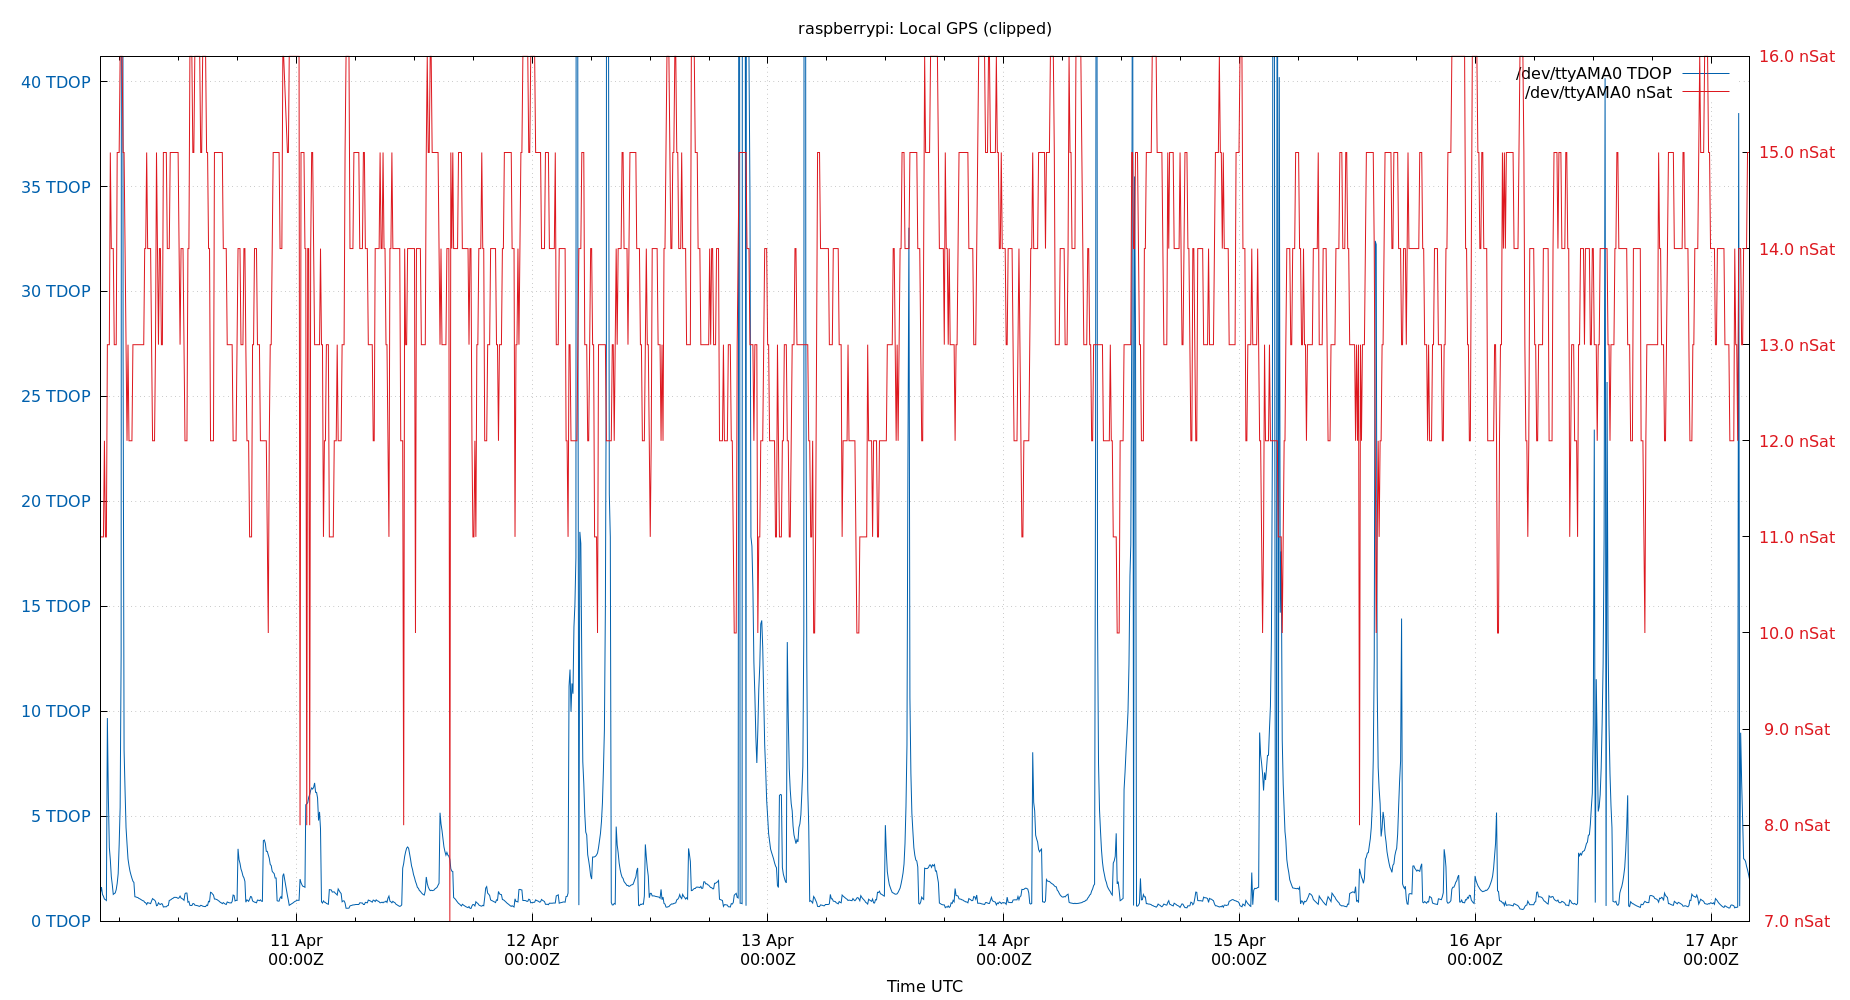 raspberrypi: Local GPS (clipped)
40 TDOP
35 TDOP
30 TDOP
25 TDOP
20 TDOP
15 TDOP
10 TDOP
5 TDOP
0 TDOP
16.0 nSat
15.0 nSat
14.0 nSat
13.0 nSat
12.0 nSat
11.0 nSat
10.0 nSat
9.0 nSat
8.0 nSat
7.0 nSat
/dev/ttyAMA0 TDOP
/dev/ttyAMA0 nSat
11 Apr
00:00Z
12 Apr
00:00Z
13 Apr
00:00Z
14 Apr
00:00Z
15 Apr
00:00Z
16 Apr
00:00Z
17 Apr
00:00Z
Time UTC